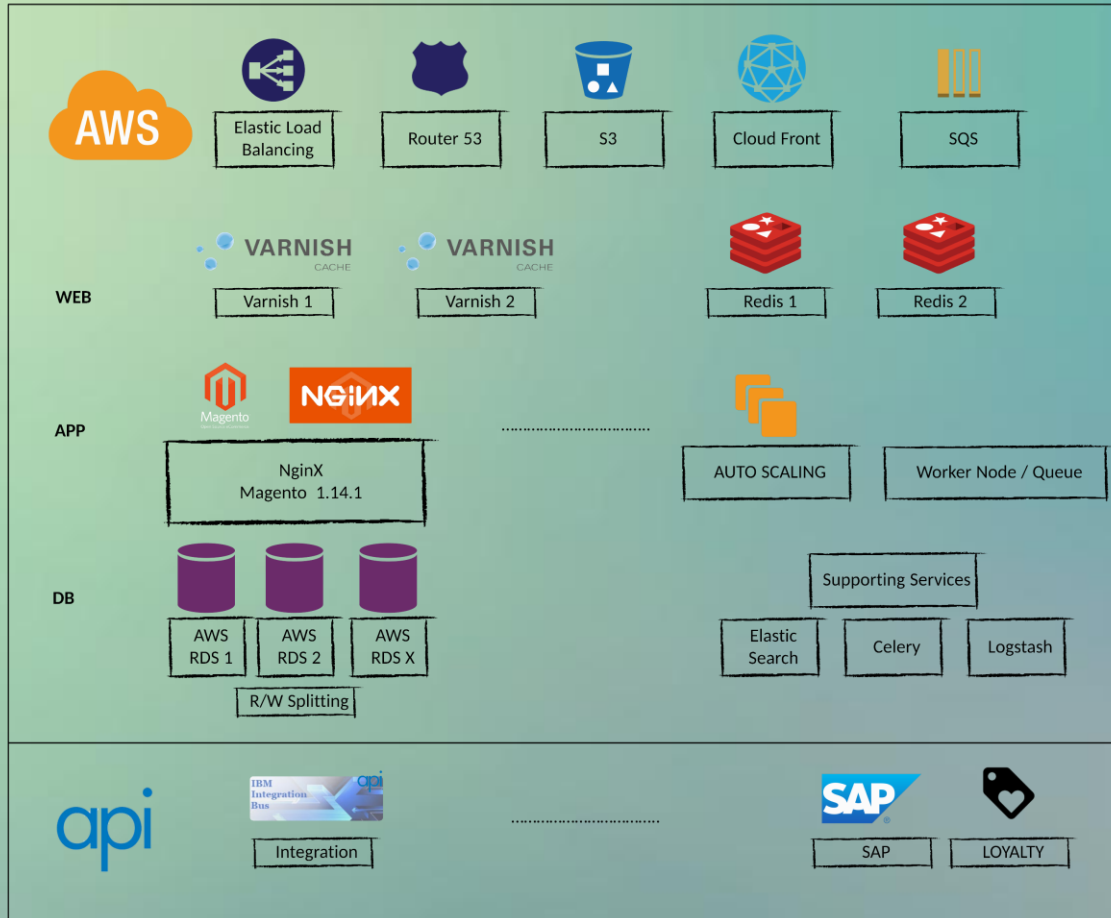 AWS
Elastic Load
Balancing
Router 53
S3
Cloud Front
SQS
WEB
VARNISH
CACHE
Varnish 1
VARNISH
CACHE
Varnish 2
Redis 1
Redis 2
APP
Magento
NGiNX
NginX
Magento 1.14.1
................................
AUTO SCALING
Worker Node / Queue
DB
AWS
RDS 1
AWS
RDS 2
AWS
RDS X
R/W Splitting
Supporting Services
Elastic
Search
Celery
Logstash
api
IBM
Integration
Bus
api
Integration
................................
SAP
SAP
LOYALTY